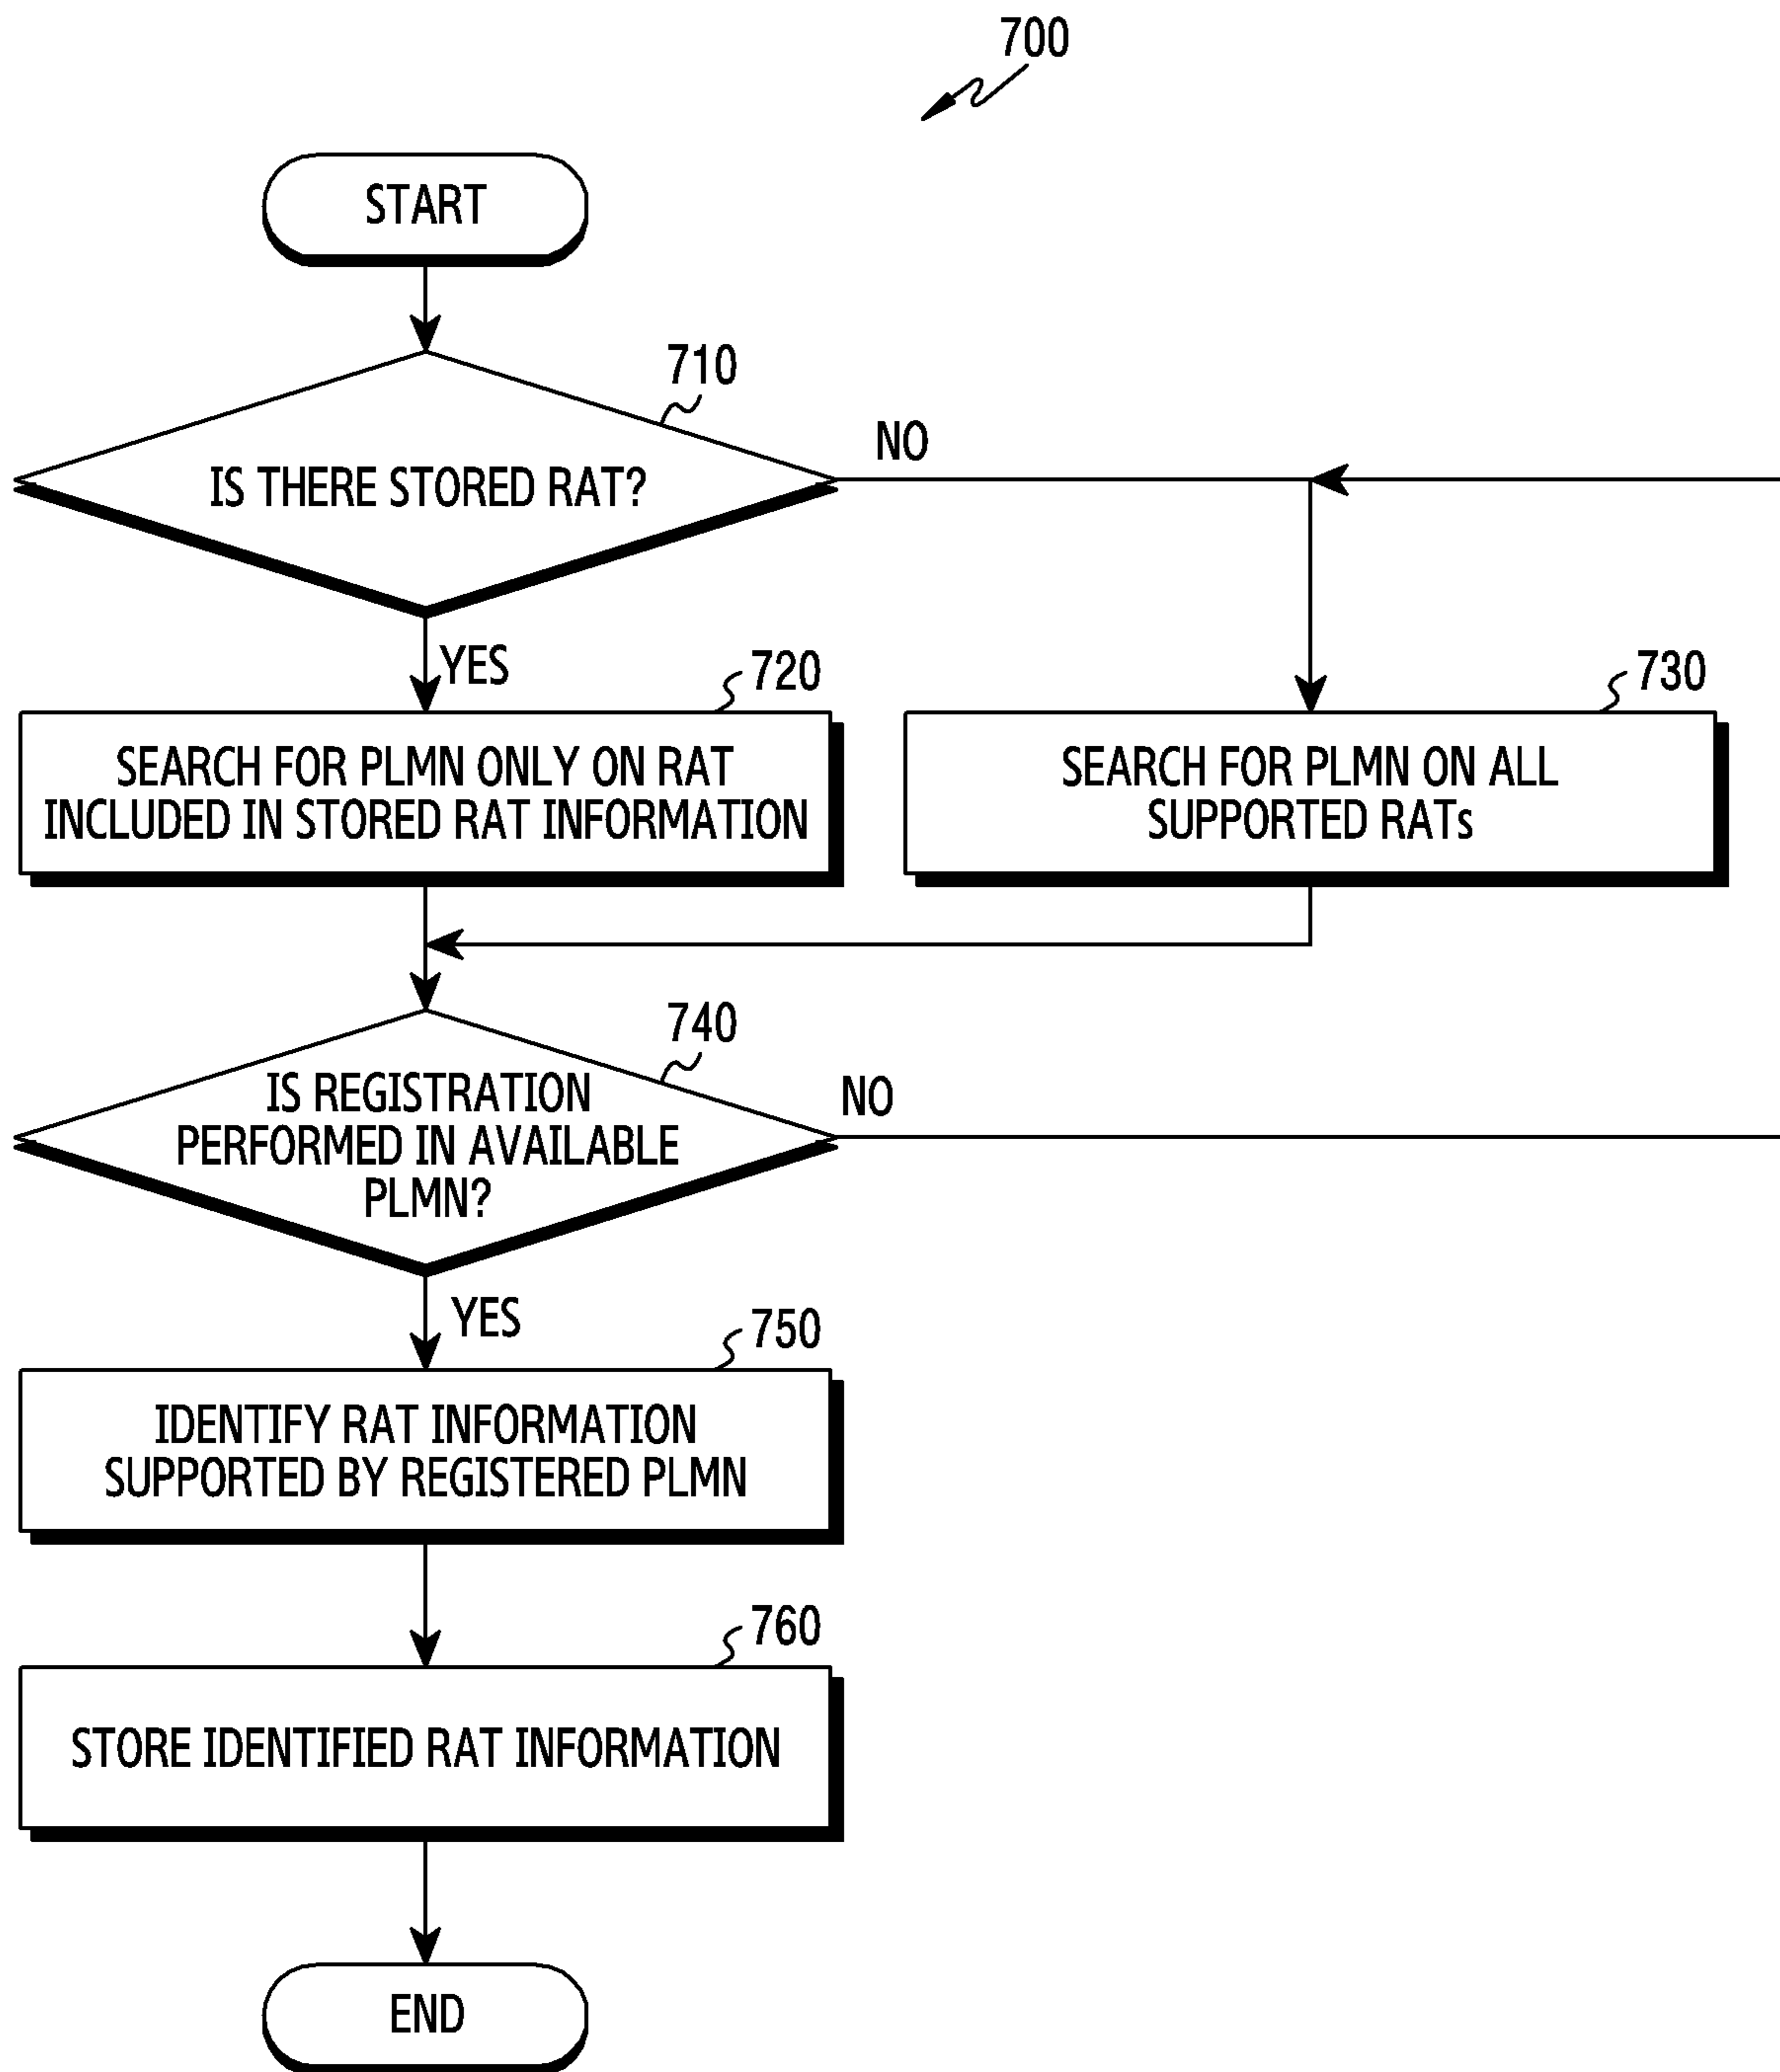 700
START
710
NO
IS THERE STORED RAT?
YES
720
730
SEARCH FOR PLMN ONLY ON RAT
INCLUDED IN STORED RAT INFORMATION
SEARCH FOR PLMN ON ALL
SUPPORTED RATs
740
NO
IS REGISTRATION
PERFORMED IN AVAILABLE
PLMN?
YES
750
IDENTIFY RAT INFORMATION
SUPPORTED BY REGISTERED PLMN
760
STORE IDENTIFIED RAT INFORMATION
END